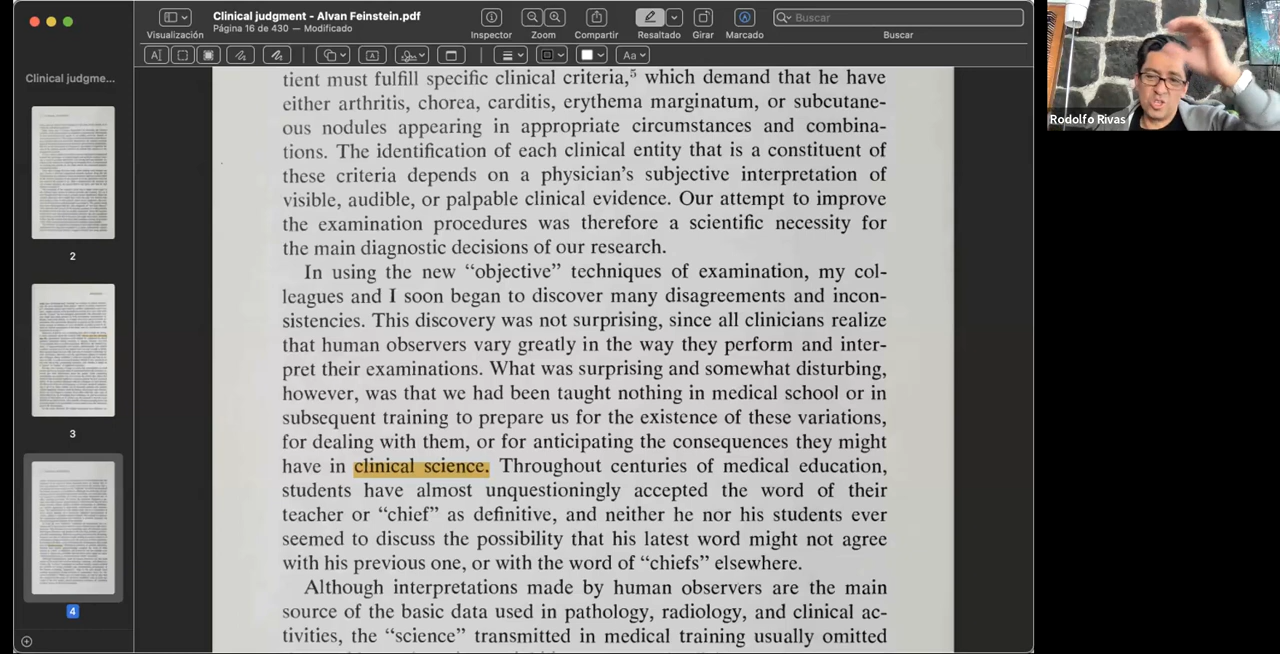 Clinical judgment - Alvan Feinstein.pdf
Página 16 de 430 — Modificado
Visualización
Inspector
Zoom
Compartir
Resaltado
Girar
Marcado
Buscar
Buscar
Aa
Clinical judgme...
2
3
4
Rodolfo Rivas
tient must fulfill specific clinical criteria,⁵ which demand that he have
either arthritis, chorea, carditis, erythema marginatum, or subcutane-
ous nodules appearing in appropriate circumstances and combina-
tion. The identification of each clinical entity that is a constituent of
these criteria depends on a physician's subjective interpretation of
visible, audible, or palpable clinical evidence. Our attempt to improve
the examination procedures was therefore a scientific necessity for
the main diagnostic decisions of our research.
In using the new "objective" techniques of examination, my col-
leagues and I soon began to discover many disagreements and incon-
sistencies. This event was not surprising, since all clinicians realize
that human observers vary greatly in the way they perform and inter-
pret their examinations. What was surprising and somewhat disturbing,
however, was that we had been taught nothing in medical school or in
subsequent training to prepare us for the existence of these variations,
for dealing with them, or for anticipating the consequences they might
have in clinical science. Throughout centuries of medical education,
students have almost unquestioningly accepted the word of their
teacher or "chief" as definitive, and neither he nor his students ever
seemed to discuss the possibility that his latest word might not agree
with his previous one, or with the word of "chiefs" elsewhere.
Although interpretations made by human observers are the main
source of the basic data used in pathology, radiology, and clinical ac-
tivities, the "science" transmitted in medical training usually omitted